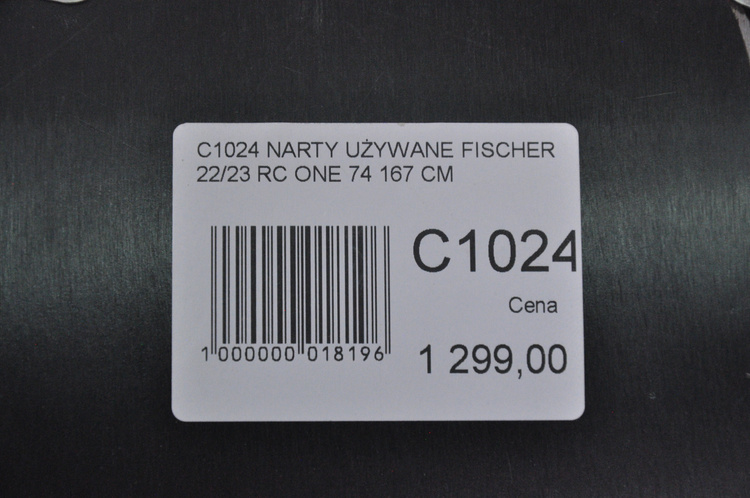 C1024 NARTY UŻYWANE FISCHER
22/23 RC ONE 74 167 CM
C1024
Cena
1 299,00
1 000000 018196